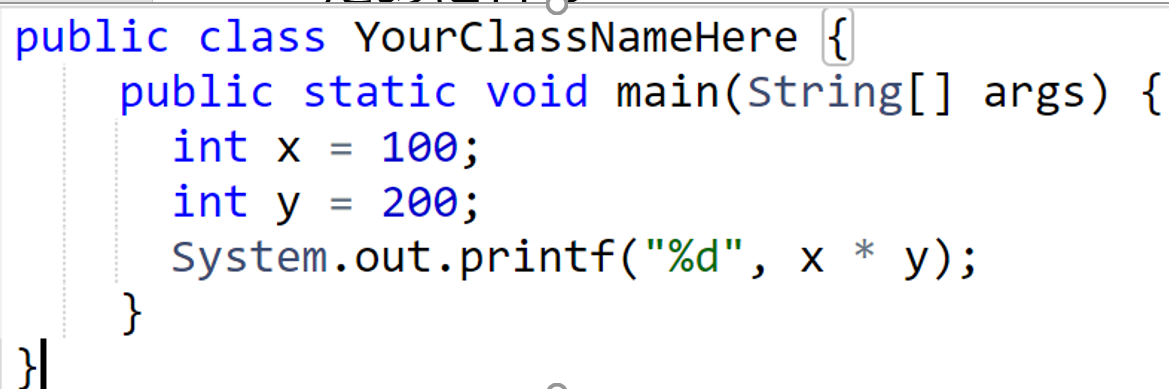 public class YourClassNameHere {
public static void main(String[] args) {
int x = 100;
int y = 200;
System.out.printf("%d", x * y);
}
}